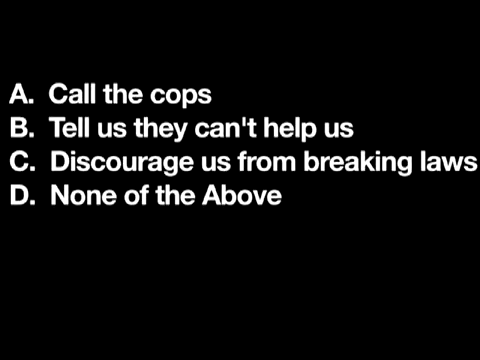 A. Call the cops
B. Tell us they can't help us
C. Discourage us from breaking laws
D. None of the Above